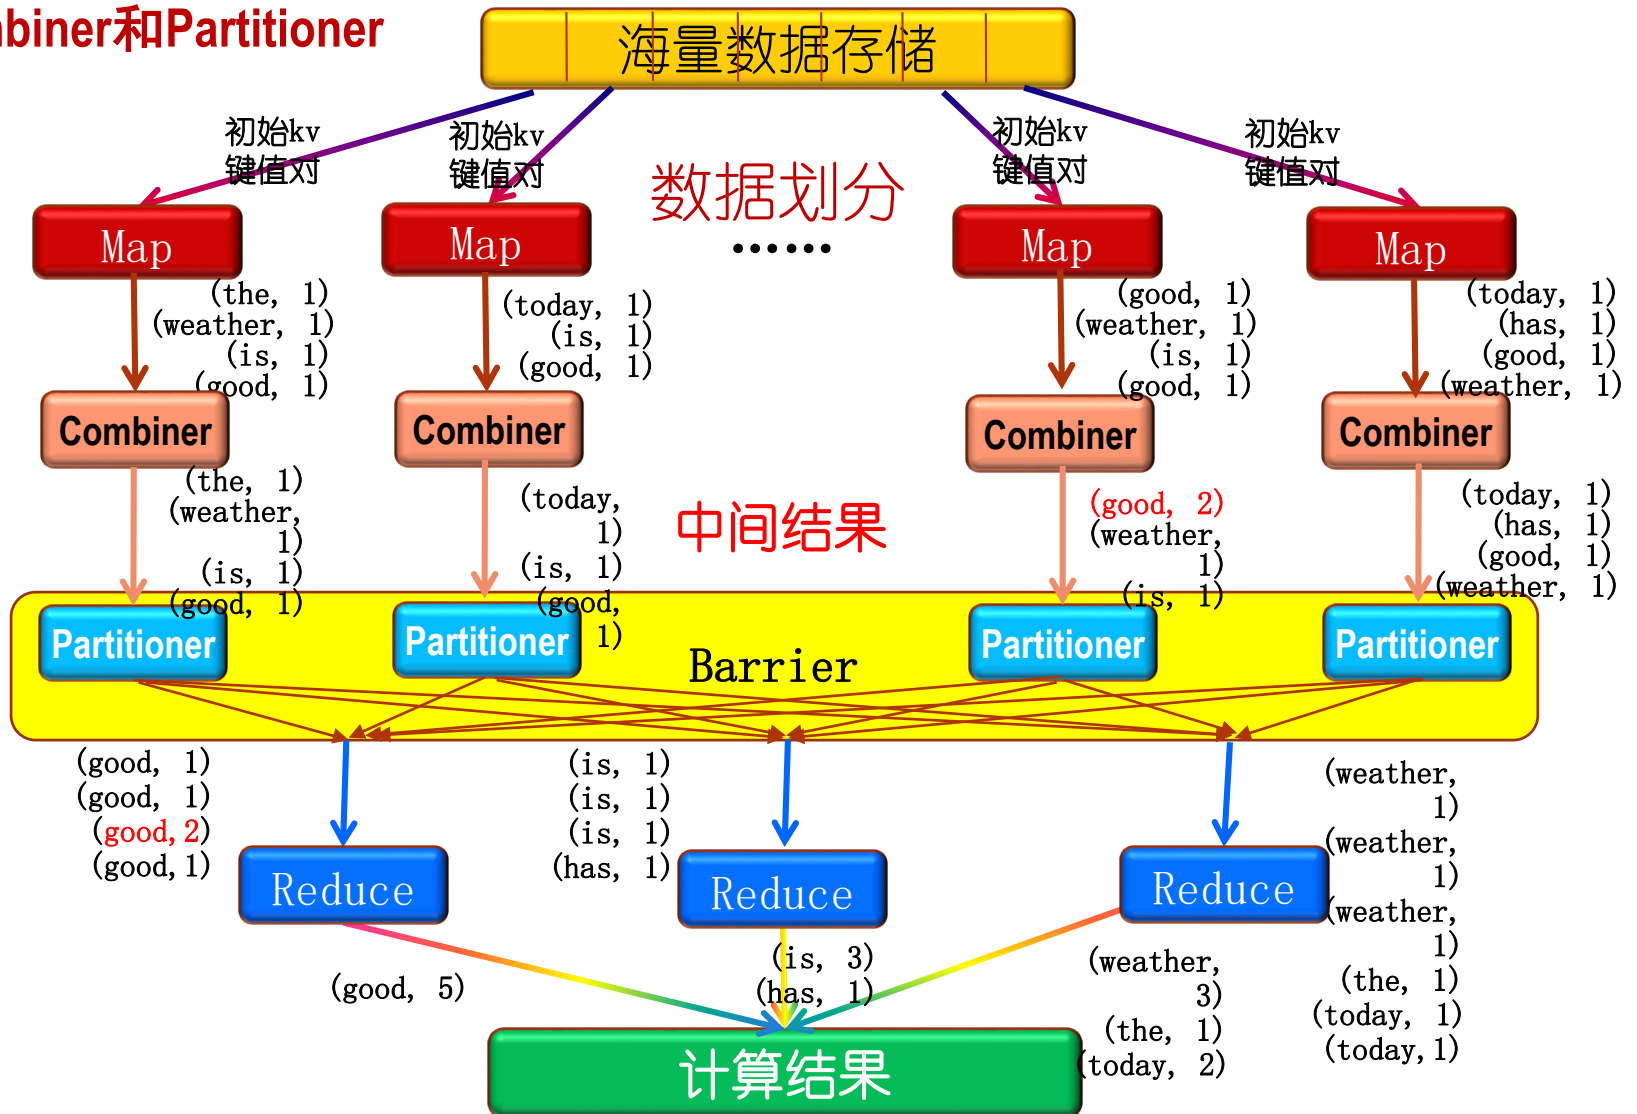 nbiner和Partitioner
海量数据存储
初始kv
键值对
初始kv
键值对
初始kv
键值对
初始kv
键值对
数据划分
······
Map
Map
Map
Map
(the, 1)
(weather, 1)
(is, 1)
(good, 1)
(today, 1)
(is, 1)
(good, 1)
(good, 1)
(weather, 1)
(is, 1)
(good, 1)
(today, 1)
(has, 1)
(good, 1)
(weather, 1)
Combiner
Combiner
Combiner
Combiner
(the, 1)
(weather,
1)
(is, 1)
(good, 1)
(today,
1)
(is, 1)
(good,
1)
中间结果
(good, 2)
(weather,
1)
(is, 1)
(today, 1)
(has, 1)
(good, 1)
(weather, 1)
Partitioner
Partitioner
Partitioner
Partitioner
Barrier
(good, 1)
(good, 1)
(good,2)
(good,1)
(is, 1)
(is, 1)
(is, 1)
(has, 1)
(weather,
1)
(weather,
1)
(weather,
1)
(the, 1)
(today, 1)
(today,1)
Reduce
Reduce
Reduce
(good, 5)
(is, 3)
(has, 1)
(weather,
3)
(the, 1)
(today, 2)
计算结果